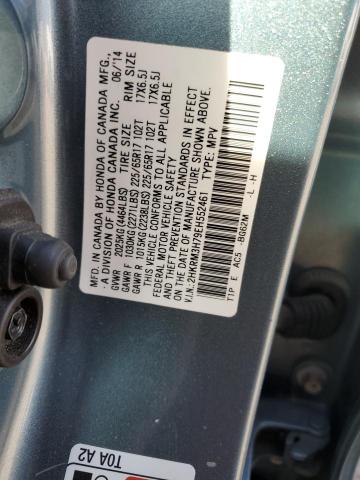 MFD. IN CANADA BY HONDA OF CANADA MFG.,
- A DIVISION OF HONDA CANADA INC. 06/'14
GVWR 2025KG (4464LBS) TIRE SIZE RIM SIZE
GAWR F 1030KG (2271LBS) 225/65R17 102T 17X6.5J
GAWR R 1015KG (2238LBS) 225/65R17 102T 17X6.5J
THIS VEHICLE CONFORMS TO ALL APPLICABLE
FEDERAL MOTOR VEHICLE SAFETY
AND THEFT PREVENTION STANDARDS IN EFFECT
ON THE DATE OF MANUFACTURE SHOWN ABOVE.
V.I.N.:2HKRM3H79EH552461 TYPE: MPV
T1P E AC5 -BG62M -L -H
T0A A2